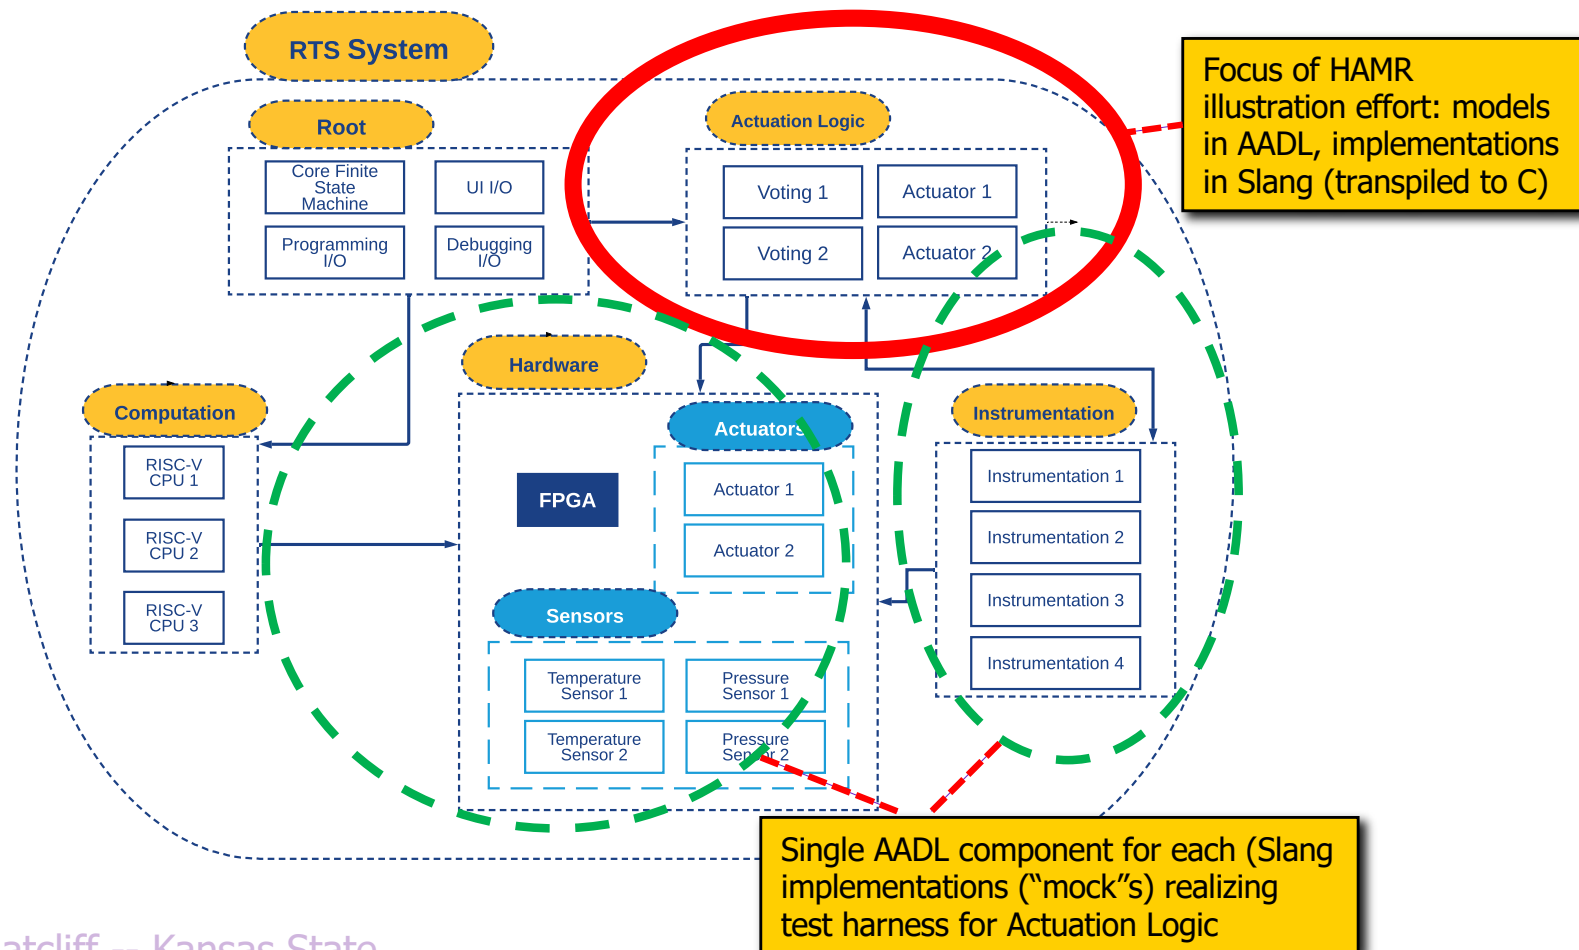 RTS System
Focus of HAMR
illustration effort: models
in AADL, implementations
in Slang (transpiled to C)
Root
Core Finite
State
Machine
UI I/O
Programming
I/O
Debugging
I/O
Actuation Logic
Voting 1
Actuator 1
Voting 2
Actuator 2
Hardware
Computation
RISC-V
CPU 1
RISC-V
CPU 2
RISC-V
CPU 3
FPGA
Actuators
Actuator 1
Actuator 2
Sensors
Temperature
Sensor 1
Pressure
Sensor 1
Temperature
Sensor 2
Pressure
Sensor 2
Instrumentation
Instrumentation 1
Instrumentation 2
Instrumentation 3
Instrumentation 4
Single AADL component for each (Slang
implementations (“mock”s) realizing
test harness for Actuation Logic
atcliff -- Kansas State